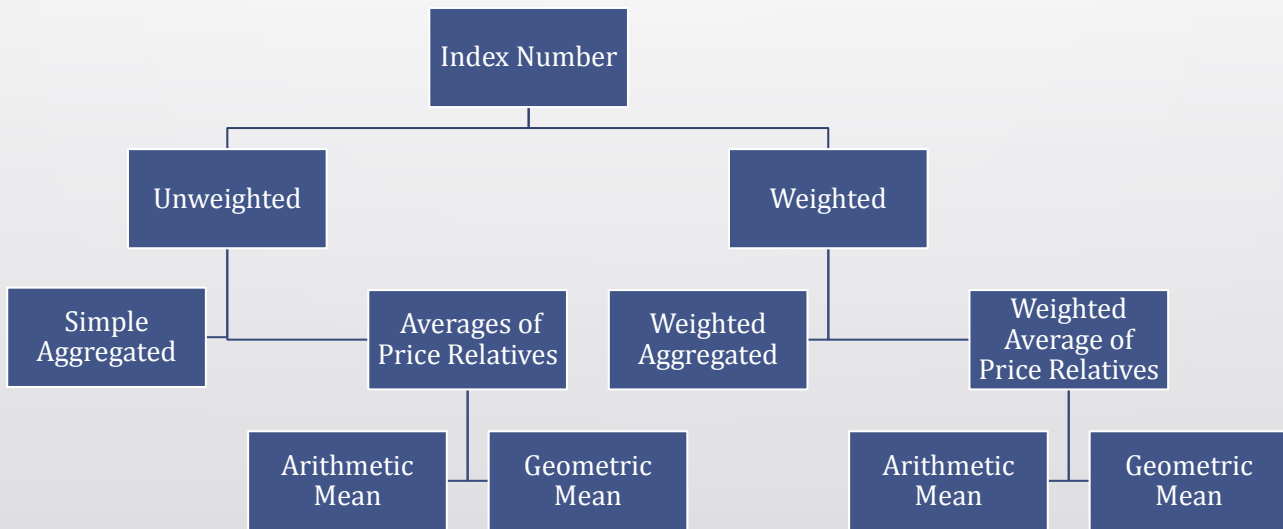 Index Number
Unweighted
Weighted
Simple
Aggregated
Averages of
Price Relatives
Weighted
Aggregated
Weighted
Average of
Price Relatives
Arithmetic
Mean
Geometric
Mean
Arithmetic
Mean
Geometric
Mean